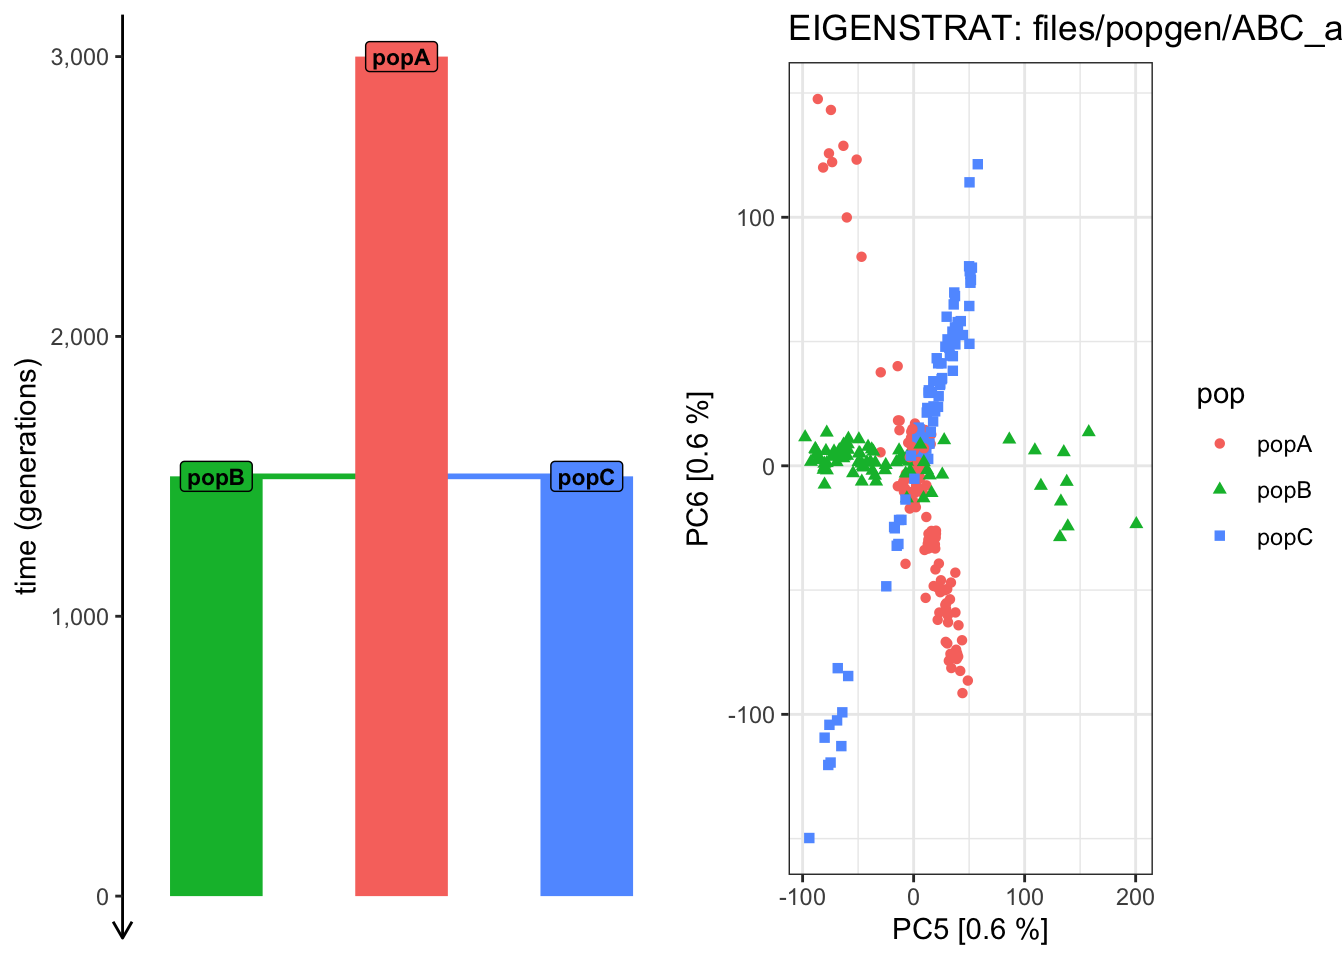 time (generations)
3,000
2,000
1,000
0
popA
popB
popC
EIGENSTRAT: files/popgen/ABC_a
PC6 [0.6 %]
100
0
-100
-100
0
100
200
PC5 [0.6 %]
pop
popA
popB
popC